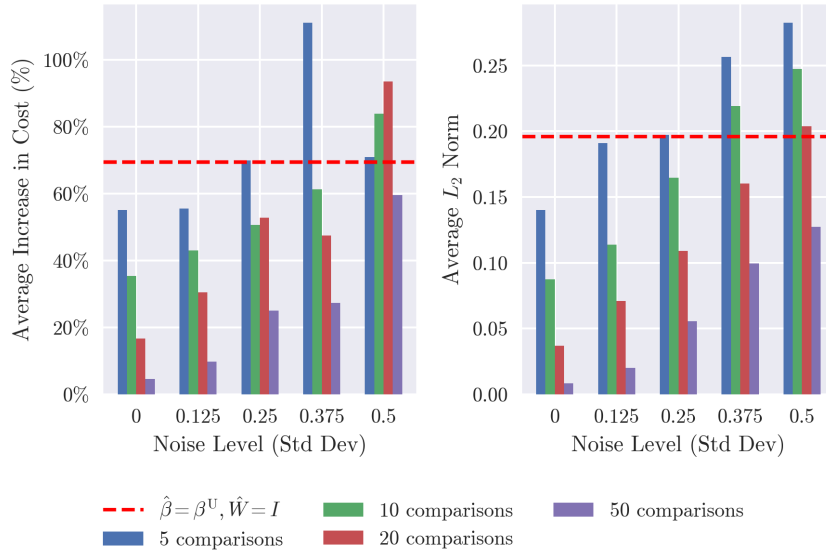 Average Increase in Cost (%)
100%
80%
60%
40%
20%
0%
0 0.125 0.25 0.375 0.5
Noise Level (Std Dev)
Average L₂ Norm
0.25
0.20
0.15
0.10
0.05
0.00
0 0.125 0.25 0.375 0.5
Noise Level (Std Dev)
β̂ = βᵁ, Ŵ = I
5 comparisons
10 comparisons
20 comparisons
50 comparisons